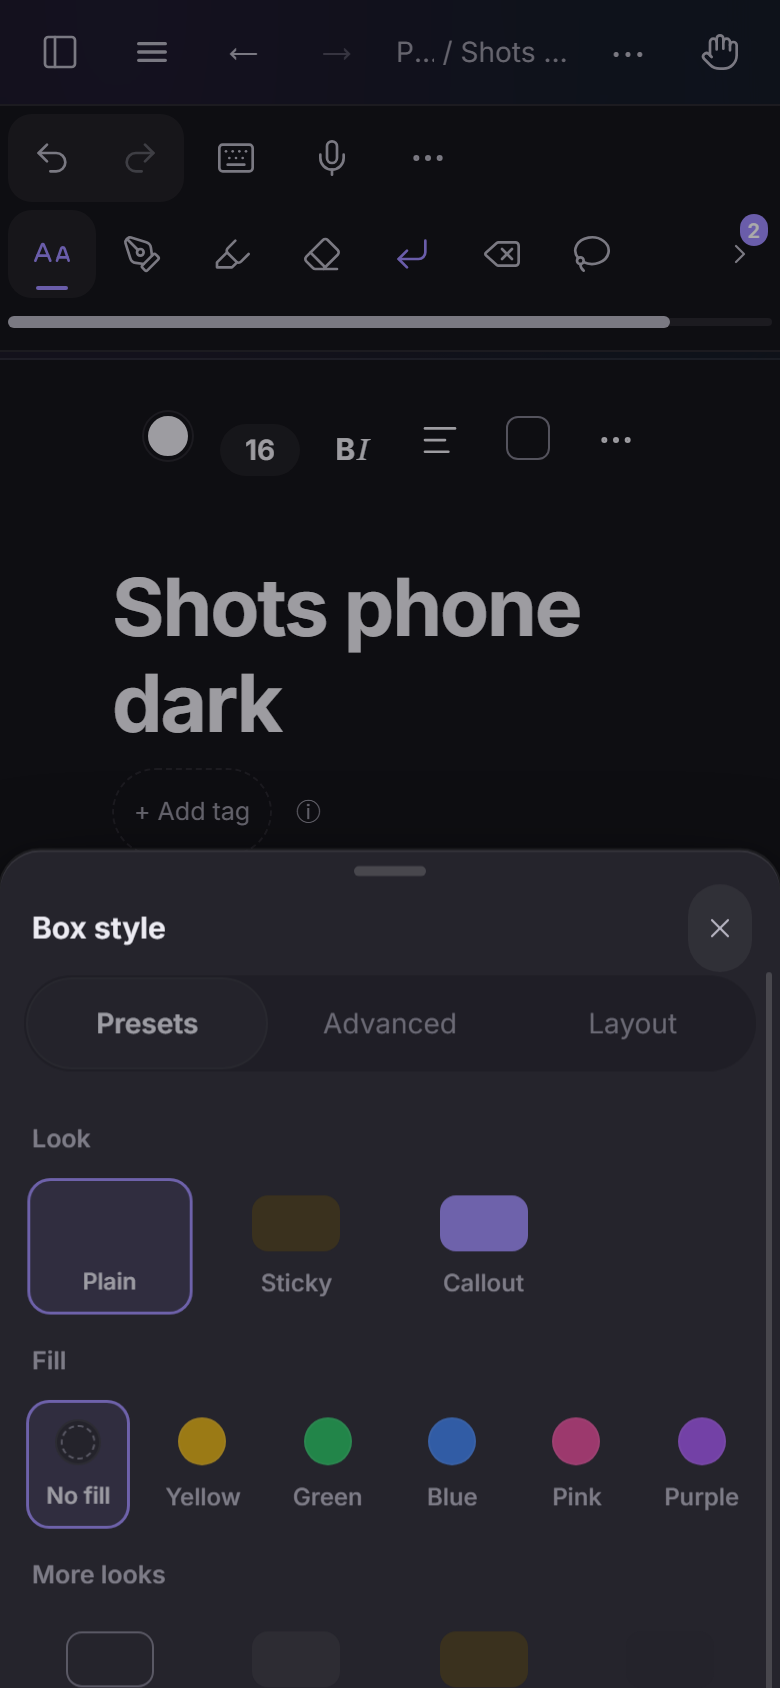 P... / Shots ...
AA
2
16
BI
Shots phone
dark
+ Add tag
Box style
Presets
Advanced
Layout
Look
Plain
Sticky
Callout
Fill
No fill
Yellow
Green
Blue
Pink
Purple
More looks